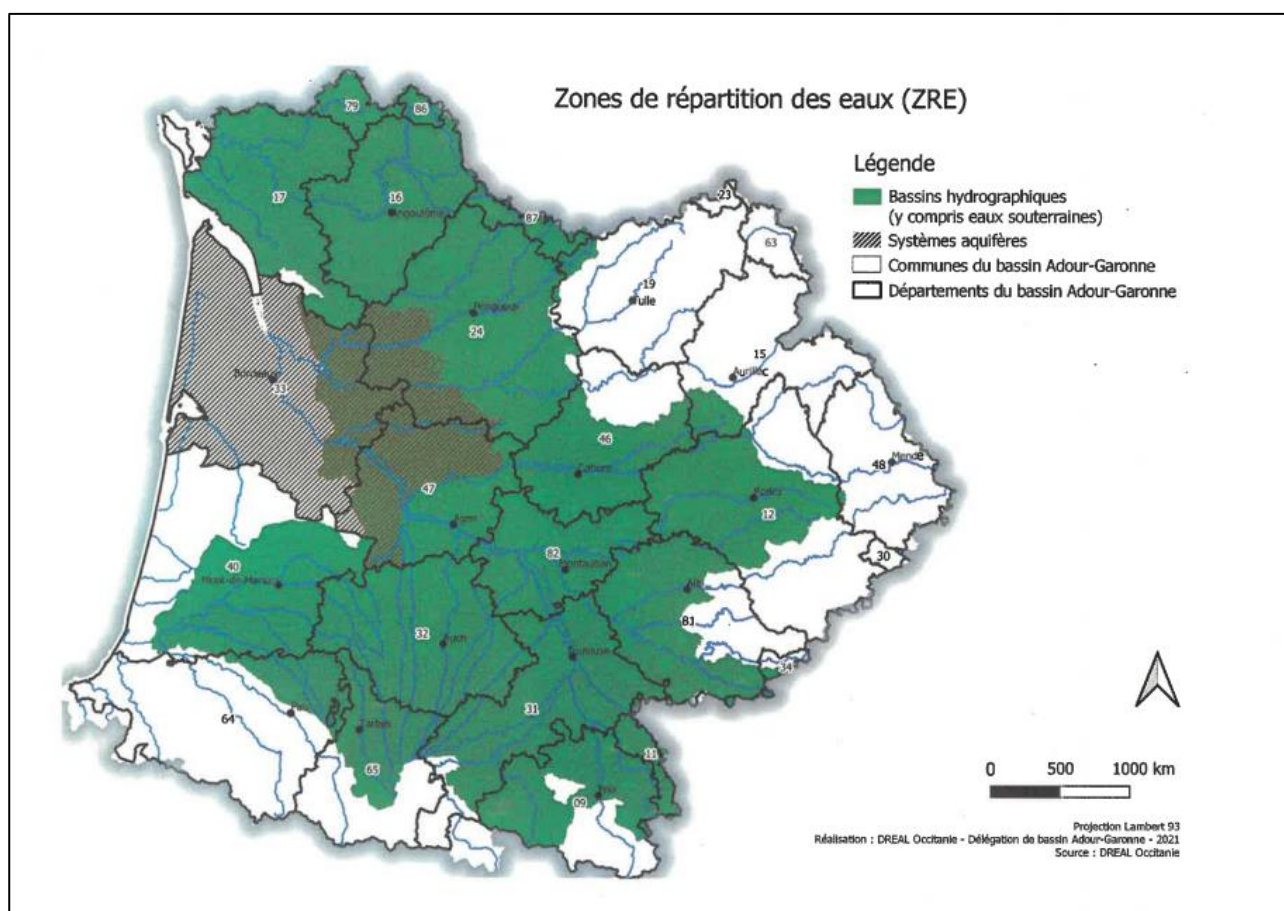 Zones de répartition des eaux (ZRE)
Légende
Bassins hydrographiques
(y compris eaux souterraines)
Systèmes aquifères
Communes du bassin Adour-Garonne
Départements du bassin Adour-Garonne
79
86
17
16
Angoulême
87
23
63
19
Tulle
Périgueux
24
15
Aurillac
Bordeaux
33
46
Cahors
48
Mende
47
Agen
Rodez
12
30
82
Montauban
40
Mont-de-Marsan
Albi
81
32
Auch
Toulouse
34
31
64
Pau
Tarbes
65
11
09
Foix
0 500 1000 km
Projection Lambert 93
Réalisation : DREAL Occitanie - Délégation de bassin Adour-Garonne - 2021
Source : DREAL Occitanie